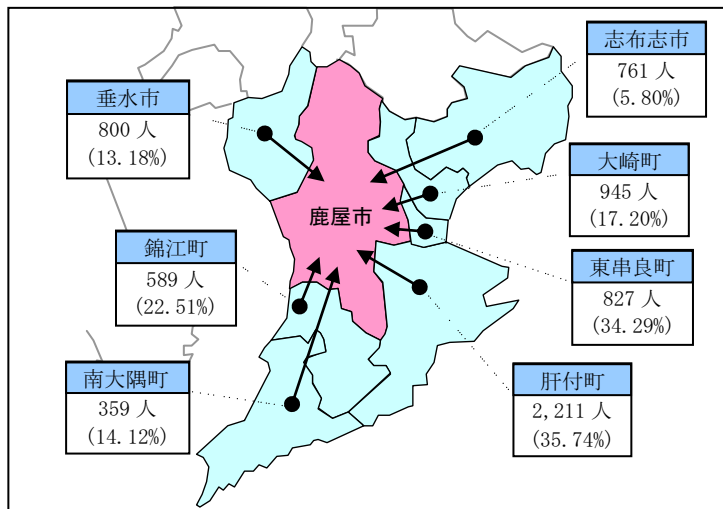 志布志市
761 人
(5.80%)
垂水市
800 人
(13.18%)
大崎町
945 人
(17.20%)
鹿屋市
錦江町
589 人
(22.51%)
東串良町
827 人
(34.29%)
南大隅町
359 人
(14.12%)
肝付町
2,211 人
(35.74%)